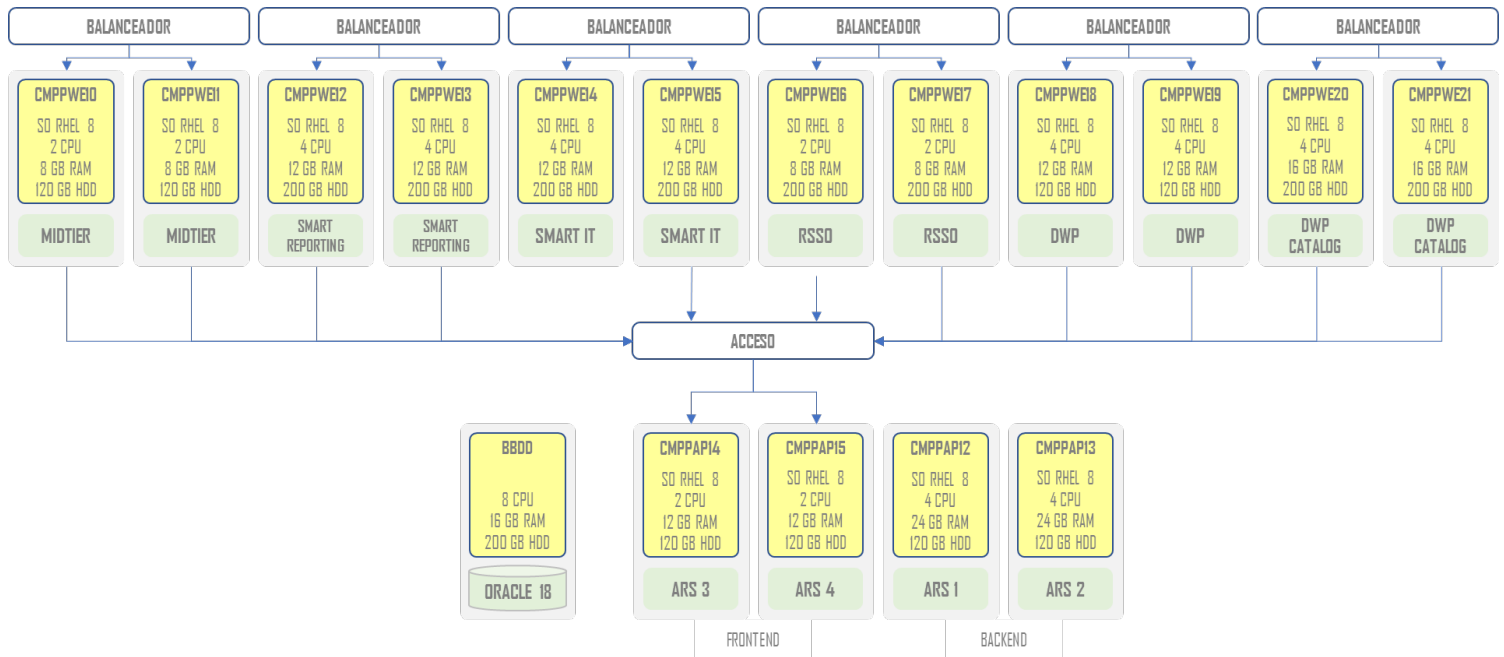 BALANCEADOR
BALANCEADOR
BALANCEADOR
BALANCEADOR
BALANCEADOR
BALANCEADOR
CMPPWE10
SO RHEL 8
2 CPU
8 GB RAM
120 GB HDD
MIDTIER
CMPPWE11
SO RHEL 8
2 CPU
8 GB RAM
120 GB HDD
MIDTIER
CMPPWE12
SO RHEL 8
4 CPU
12 GB RAM
200 GB HDD
SMART
REPORTING
CMPPWE13
SO RHEL 8
4 CPU
12 GB RAM
200 GB HDD
SMART
REPORTING
CMPPWE14
SO RHEL 8
4 CPU
12 GB RAM
200 GB HDD
SMART IT
CMPPWE15
SO RHEL 8
4 CPU
12 GB RAM
200 GB HDD
SMART IT
CMPPWE16
SO RHEL 8
2 CPU
8 GB RAM
200 GB HDD
RSSO
CMPPWE17
SO RHEL 8
2 CPU
8 GB RAM
200 GB HDD
RSSO
CMPPWE18
SO RHEL 8
4 CPU
12 GB RAM
120 GB HDD
DWP
CMPPWE19
SO RHEL 8
4 CPU
12 GB RAM
120 GB HDD
DWP
CMPPWE20
SO RHEL 8
4 CPU
16 GB RAM
200 GB HDD
DWP
CATALOG
CMPPWE21
SO RHEL 8
4 CPU
16 GB RAM
200 GB HDD
DWP
CATALOG
ACCESO
BBDD
8 CPU
16 GB RAM
200 GB HDD
ORACLE 18
CMPPAP14
SO RHEL 8
2 CPU
12 GB RAM
120 GB HDD
ARS 3
CMPPAP15
SO RHEL 8
2 CPU
12 GB RAM
120 GB HDD
ARS 4
CMPPAP12
SO RHEL 8
4 CPU
24 GB RAM
120 GB HDD
ARS 1
CMPPAP13
SO RHEL 8
4 CPU
24 GB RAM
120 GB HDD
ARS 2
FRONTEND
BACKEND